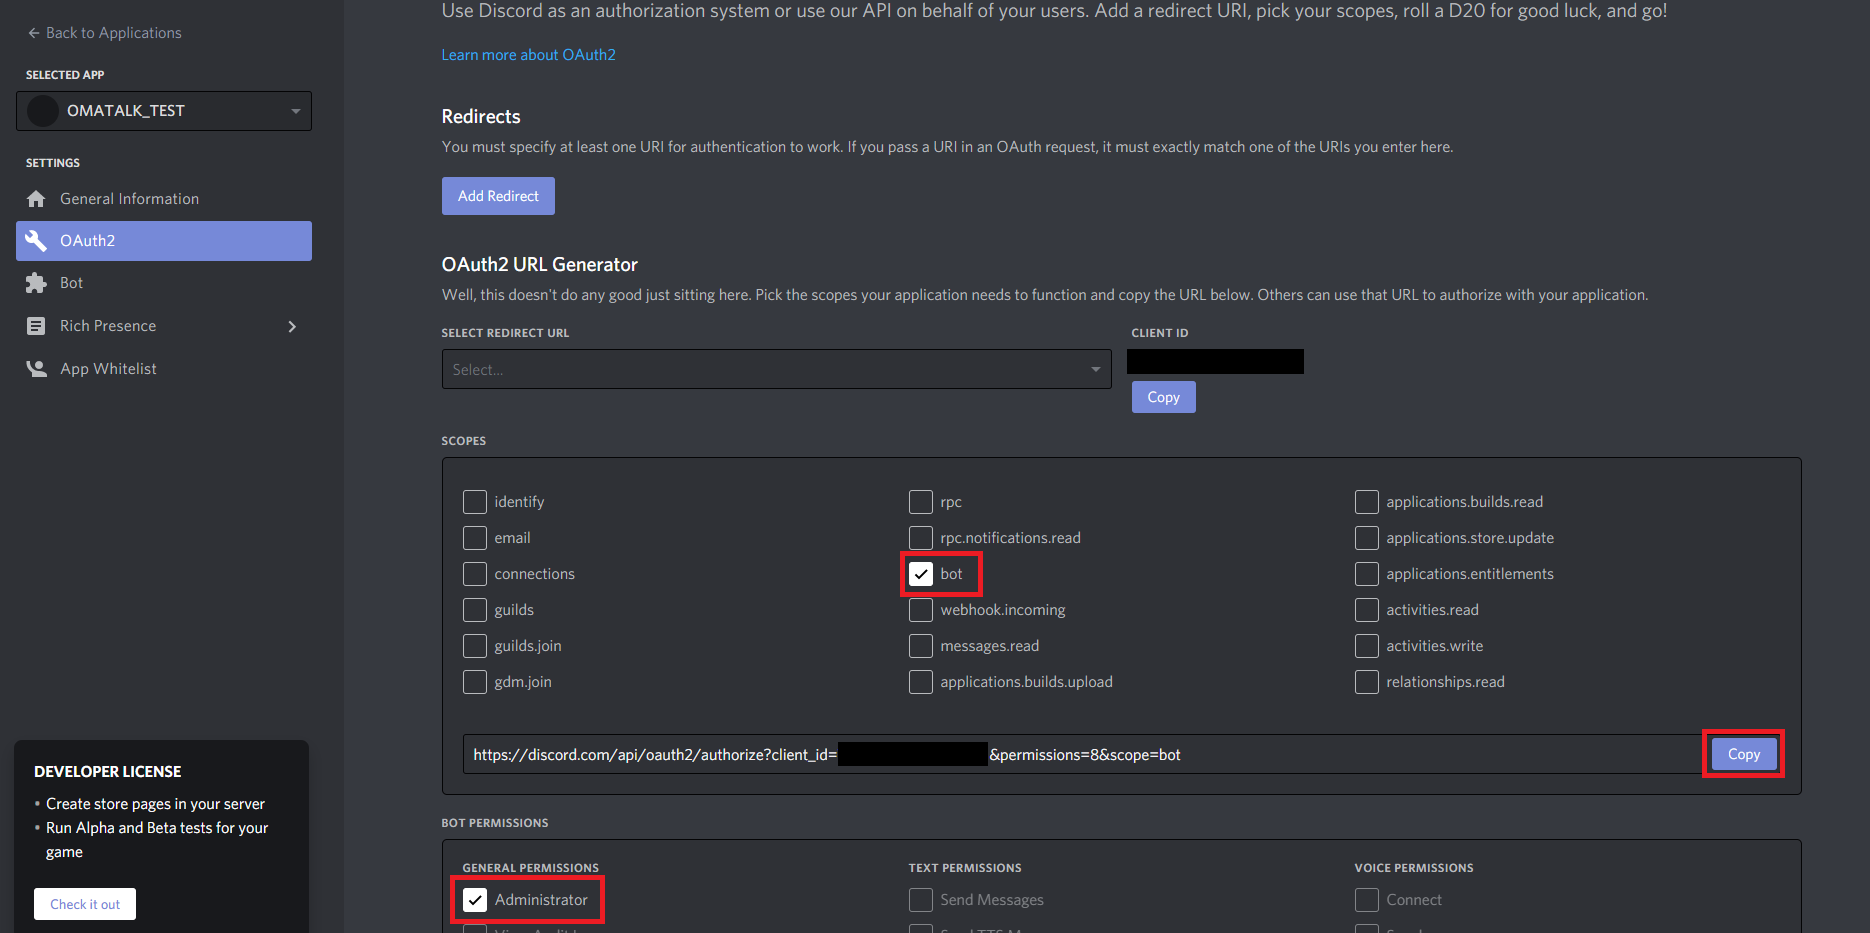 Back to Applications
SELECTED APP
OMATALK_TEST
SETTINGS
General Information
OAuth2
Bot
Rich Presence
App Whitelist
DEVELOPER LICENSE
• Create store pages in your server
• Run Alpha and Beta tests for your
game
Check it out
Use Discord as an authorization system or use our API on behalf of your users. Add a redirect URI, pick your scopes, roll a D20 for good luck, and go!
Learn more about OAuth2
Redirects
You must specify at least one URI for authentication to work. If you pass a URI in an OAuth request, it must exactly match one of the URIs you enter here.
Add Redirect
OAuth2 URL Generator
Well, this doesn't do any good just sitting here. Pick the scopes your application needs to function and copy the URL below. Others can use that URL to authorize with your application.
SELECT REDIRECT URL
Select...
CLIENT ID
Copy
SCOPES
identify
email
connections
guilds
guilds.join
gdm.join
rpc
rpc.notifications.read
bot
webhook.incoming
messages.read
applications.builds.upload
applications.builds.read
applications.store.update
applications.entitlements
activities.read
activities.write
relationships.read
https://discord.com/api/oauth2/authorize?client_id= &permissions=8&scope=bot
Copy
BOT PERMISSIONS
GENERAL PERMISSIONS
Administrator
TEXT PERMISSIONS
Send Messages
VOICE PERMISSIONS
Connect